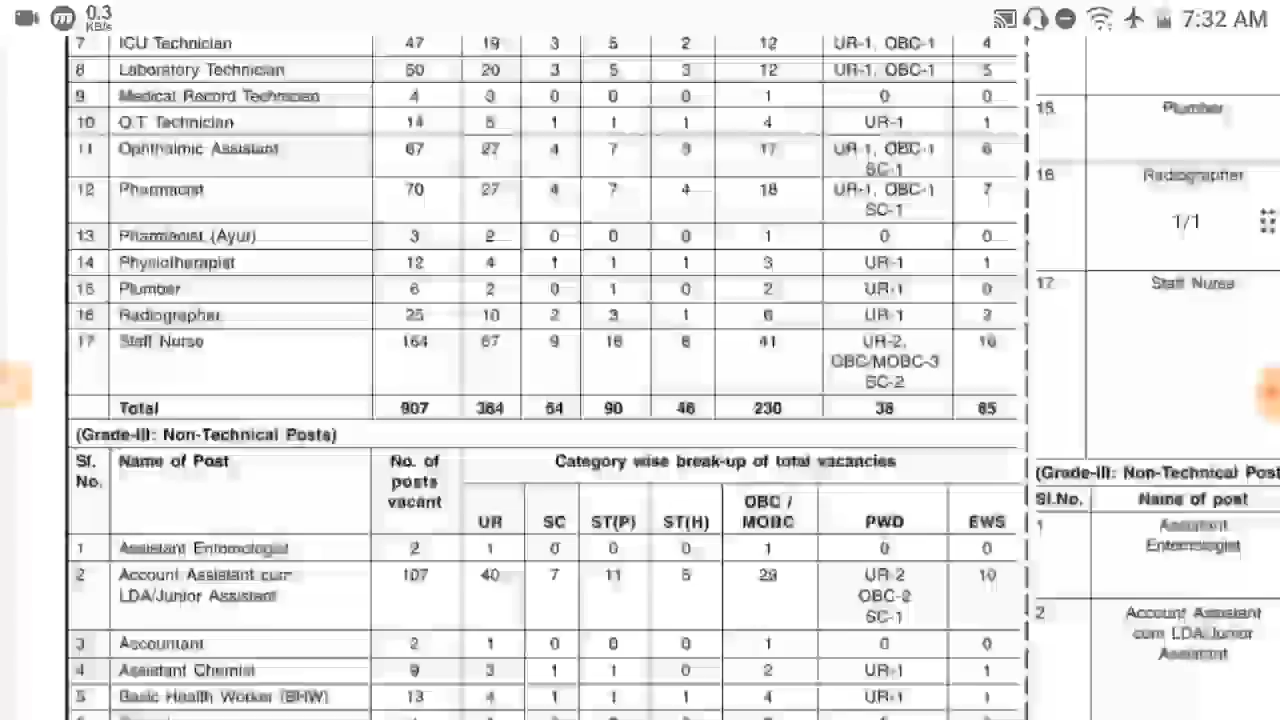 0.3
KB/s
7:32 AM
7 ICU Technician 47 19 3 5 2 12 UR-1, OBC-1 4
8 Laboratory Technician 50 20 3 5 3 12 UR-1, OBC-1 5
9 Medical Record Technician 4 3 0 0 0 1 0 0
10 O.T Technician 14 5 1 1 1 4 UR-1 1
11 Ophthalmic Assistant 67 27 4 7 17 UR-1, OBC-1 6
SC-1
12 Pharmacist 70 27 4 7 4 18 UR-1, OBC-1 7
SC-1
13 Pharmacist (Ayur) 3 2 0 0 0 1 0 0
14 Physiotherapist 12 4 1 1 1 3 UR-1 1
15 Plumber 6 2 0 1 0 2 UR-1 0
16 Radiographer 25 10 2 3 1 6 UR-1
17 Staff Nurse 164 67 9 16 41 UR-2, 16
OBC/MOBC-3
SC-2
Total 907 384 54 90 46 230 38 85
(Grade-III: Non-Technical Posts)
Sl. Name of Post No. of Category wise break-up of total vacancies
No. posts
vacant OBC /
UR SC ST(P) ST(H) MOBC PWD EWS
1 Assistant Entomologist 2 1 0 0 0 1 0 0
2 Account Assistant cum 107 40 7 11 5 29 UR-2 10
LDA/Junior Assistant OBC-2
SC-1
3 Accountant 2 1 0 0 0 1 0 0
4 Assistant Chemist 9 3 1 1 0 2 UR-1 1
5 Basic Health Worker (BHW) 13 4 1 1 1 4 UR-1 1
15. Plumber
16 Radiographer
1/1
17 Staff Nurse
(Grade-III: Non-Technical Post
Sl.No. Name of post
1 Assistant
Entomologist
2 Account Assistant
cum LDA/Junior
Assistant